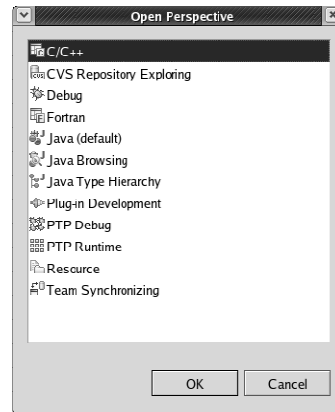 Open Perspective
C/C++
CVS Repository Exploring
Debug
Fortran
Java (default)
Java Browsing
Java Type Hierarchy
Plug-in Development
PTP Debug
PTP Runtime
Resource
Team Synchronizing
OK
Cancel